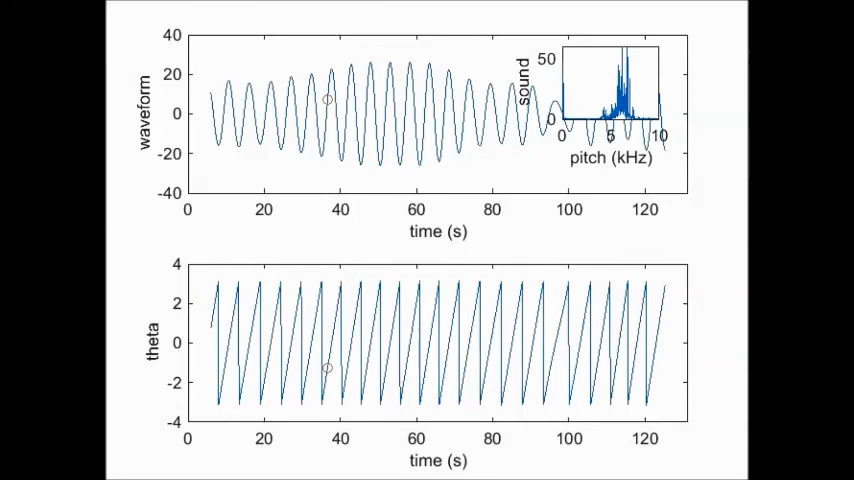 40
20
0
-20
-40
waveform
0 20 40 60 80 100 120
time (s)
50
0
sound
0 5 10
pitch (kHz)
4
2
0
-2
-4
theta
0 20 40 60 80 100 120
time (s)